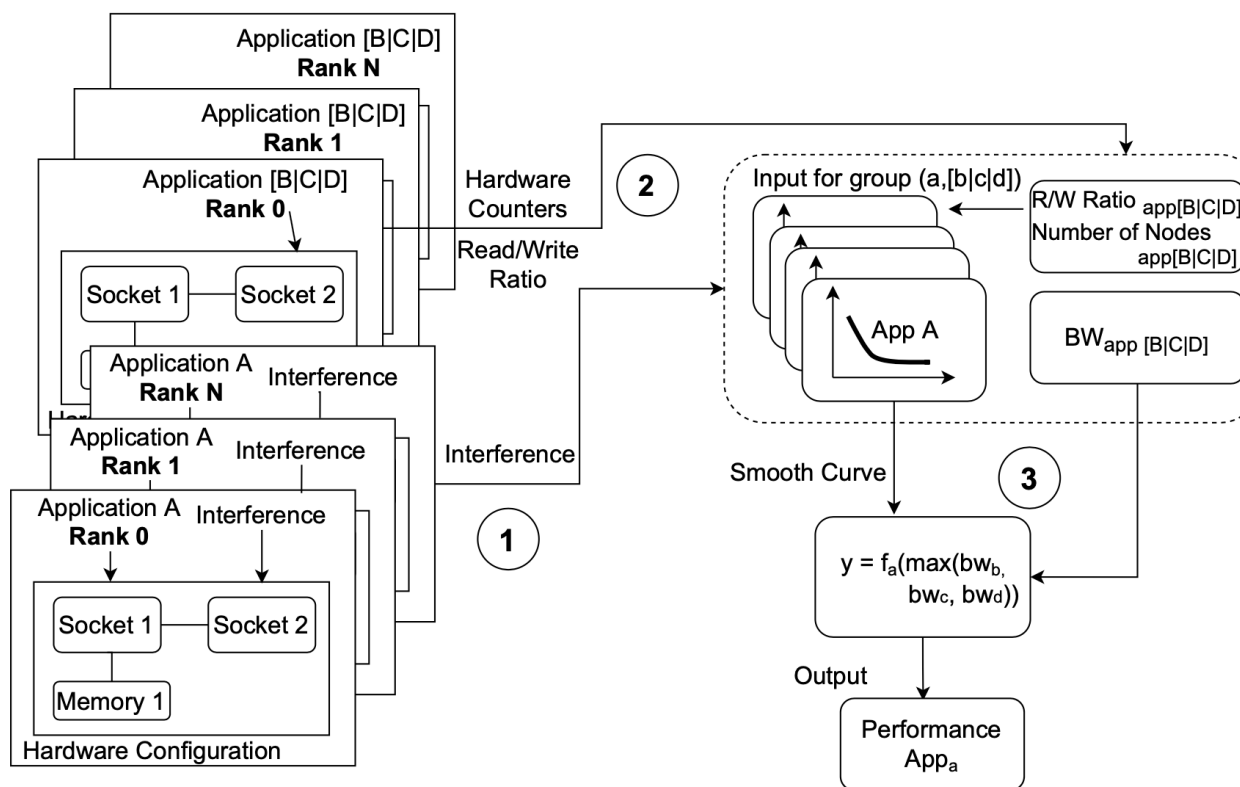 Application [B|C|D]
Rank N
Application [B|C|D]
Rank 1
Application [B|C|D]
Rank 0
Socket 1
Socket 2
Hardware
Counters
Read/Write
Ratio
2
Application A
Rank N
Interference
Application A
Rank 1
Interference
Application A
Rank 0
Interference
Socket 1
Socket 2
Memory 1
Hardware Configuration
Interference
1
Input for group (a,[b|c|d])
R/W Ratio app[B|C|D]
Number of Nodes
app[B|C|D]
App A
BWapp [B|C|D]
Smooth Curve
3
y = fa(max(bwb,
bwc, bwd))
Output
Performance
Appa